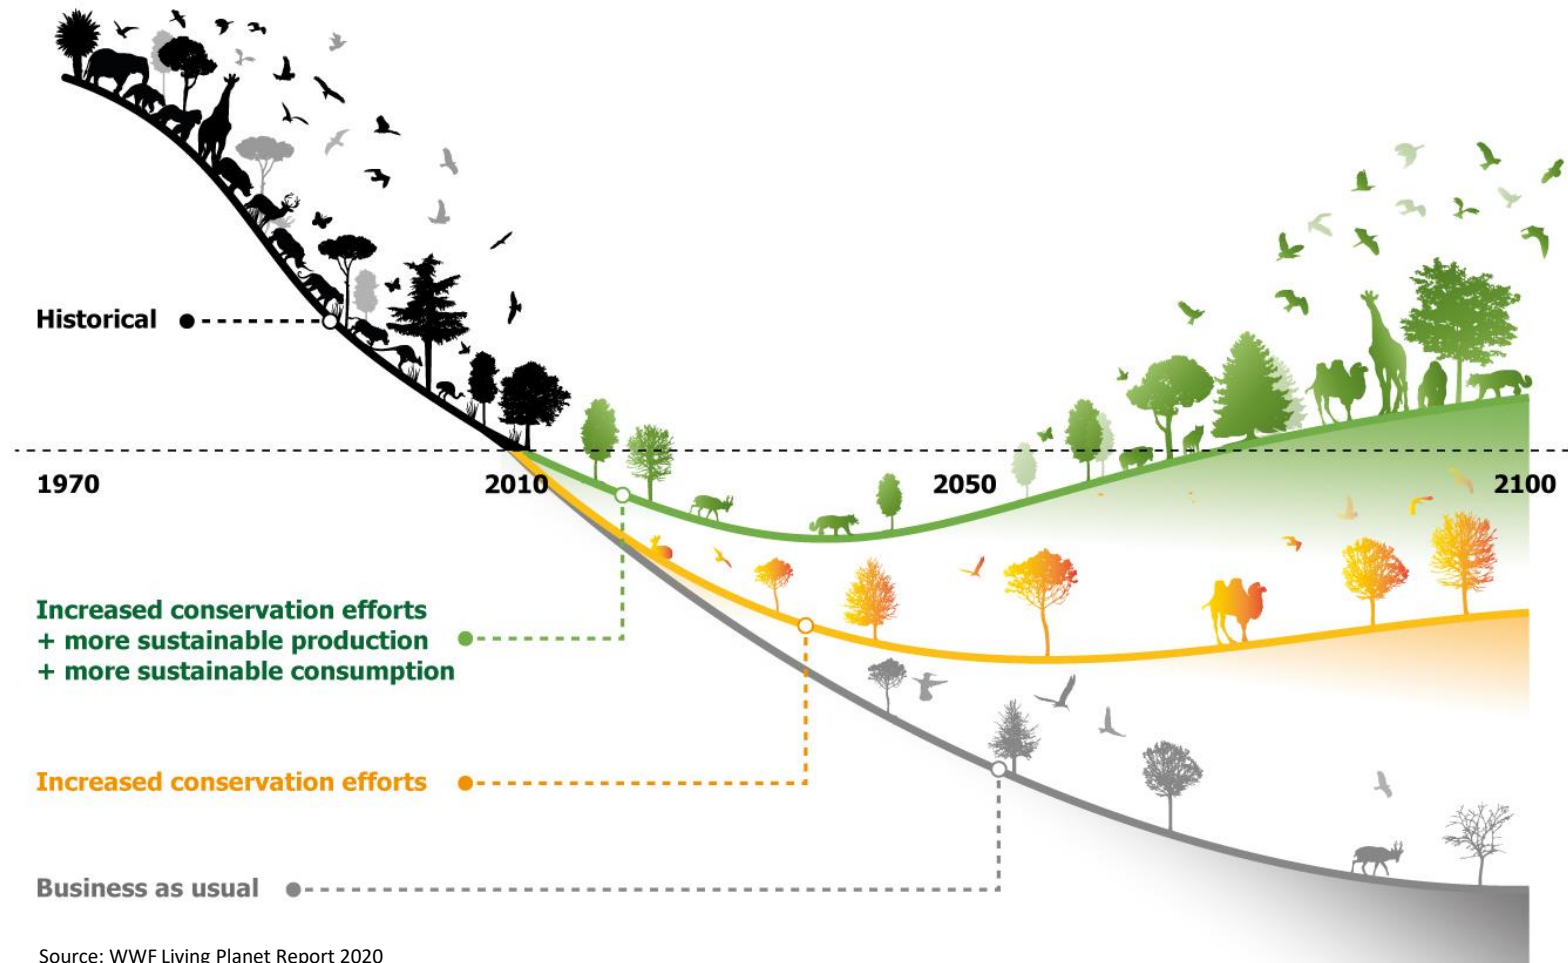 Historical
1970
2010
2050
2100
Increased conservation efforts
+ more sustainable production
+ more sustainable consumption
Increased conservation efforts
Business as usual
Source: WWF Living Planet Report 2020